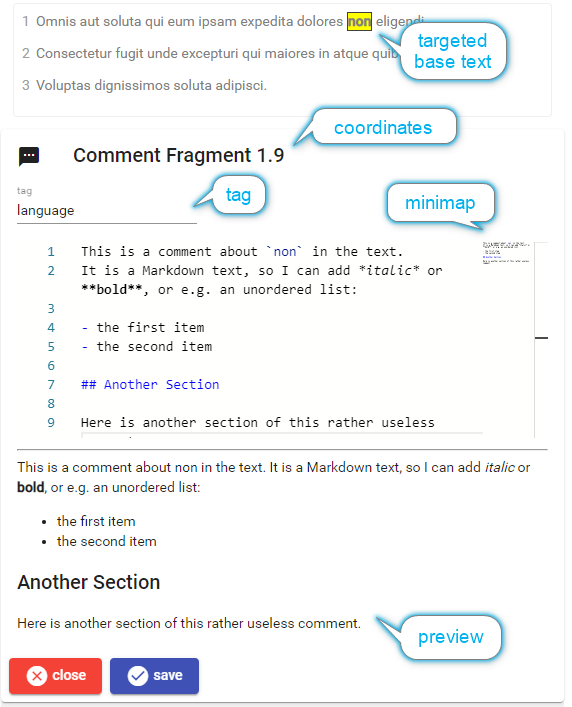 1 Omnis aut soluta qui eum ipsam expedita dolores non eligendi
targeted
base text
2 Consectetur fugit unde excepturi qui maiores in atque
3 Voluptas dignissimos soluta adipisci.
coordinates
Comment Fragment 1.9
tag
tag
language
minimap
1 This is a comment about `non` in the text.
2 It is a Markdown text, so I can add *italic* or
**bold**, or e.g. an unordered list:
3
4 - the first item
5 - the second item
6
7 ## Another Section
8
9 Here is another section of this rather useless
This is a comment about non in the text. It is a Markdown text, so I can add italic or
bold, or e.g. an unordered list:
• the first item
• the second item
Another Section
Here is another section of this rather useless comment.
preview
close
save